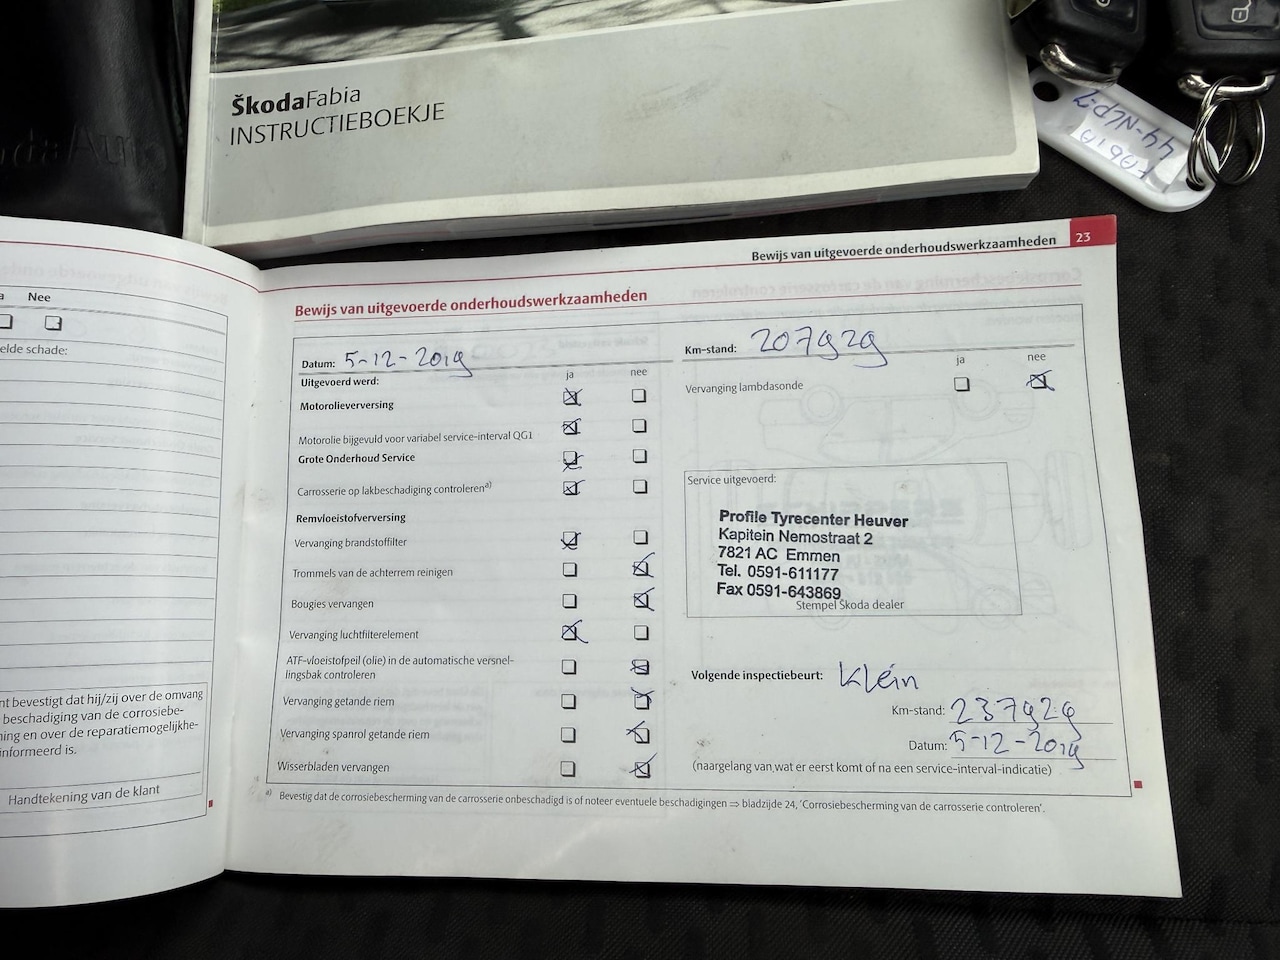 ŠkodaFabia
INSTRUCTIEBOEKJE
FABIA
44-NLP-7
Bewijs van uitgevoerde onderhoudswerkzaamheden 23
Nee
elde schade:
nt bevestigt dat hij/zij over de omvang
beschadiging van de corrosiebe-
ning en over de reparatiemogelijkhe-
informeerd is.
Handtekening van de klant
Bewijs van uitgevoerde onderhoudswerkzaamheden
Datum: 5-12-2019
Uitgevoerd werd: ja nee
Motorolieverversing
Motorolie bijgevuld voor variabel service-interval QG1
Grote Onderhoud Service
Carrosserie op lakbeschadiging controleren a)
Remvloeistofverversing
Vervanging brandstoffilter
Trommels van de achterrem reinigen
Bougies vervangen
Vervanging luchtfilterelement
ATF-vloeistofpeil (olie) in de automatische versnel-
lingsbak controleren
Vervanging getande riem
Vervanging spanrol getande riem
Wisserbladen vervangen
Km-stand: 207929
ja nee
Vervanging lambdasonde
Service uitgevoerd:
Profile Tyrecenter Heuver
Kapitein Nemostraat 2
7821 AC Emmen
Tel. 0591-611177
Fax 0591-643869
Stempel Škoda dealer
Volgende inspectiebeurt: Klein
Km-stand: 237929
Datum: 5-12-2019
(naargelang van wat er eerst komt of na een service-interval-indicatie)
a) Bevestig dat de corrosiebescherming van de carrosserie onbeschadigd is of noteer eventuele beschadigingen ⇒ bladzijde 24, 'Corrosiebescherming van de carrosserie controleren'.